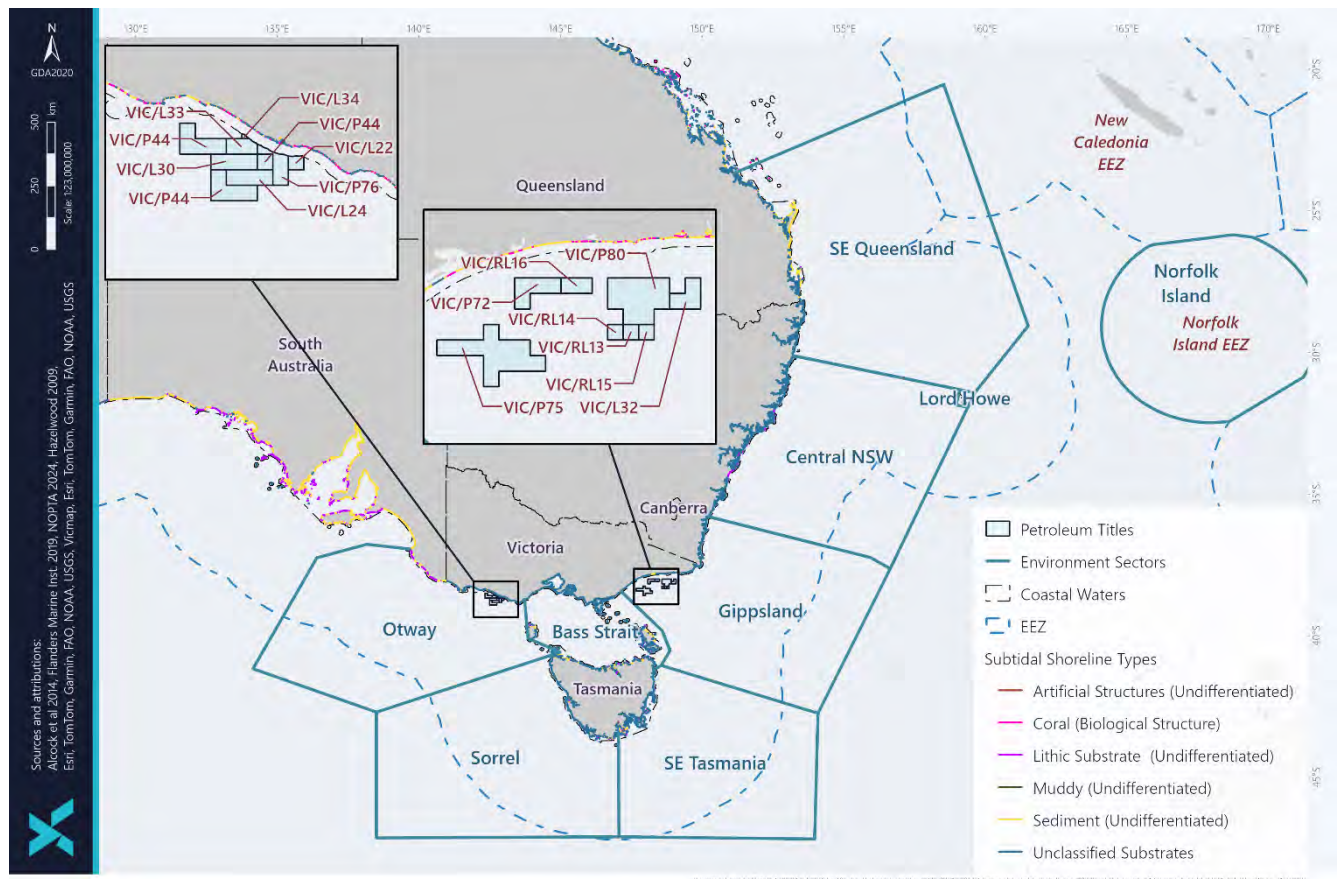 N
GDA2020
0 250 500 km
Scale: 1:23,000,000
Sources and attributions:
Alcock et al 2014, Flanders Marine Inst. 2019, NOPTA 2024, Hazelwood 2009,
Esri, TomTom, Garmin, FAO, NOAA, USGS, Vicmap, Esri, TomTom, Garmin, FAO, NOAA, USGS
130°E 135°E 140°E 145°E 150°E 155°E 160°E 165°E 170°E
20°S
25°S
30°S
35°S
40°S
45°S
VIC/L34
VIC/L33
VIC/P44
VIC/P44
VIC/L22
VIC/L30
VIC/P76
VIC/P44
VIC/L24
VIC/P80
VIC/RL16
VIC/P72
VIC/RL14
VIC/RL13
VIC/RL15
VIC/P75
VIC/L32
Queensland
South
Australia
Canberra
Victoria
Tasmania
New
Caledonia
EEZ
SE Queensland
Norfolk
Island
Norfolk
Island EEZ
Lord Howe
Central NSW
Gippsland
Otway
Bass Strait
Sorrel
SE Tasmania
Petroleum Titles
Environment Sectors
Coastal Waters
EEZ
Subtidal Shoreline Types
Artificial Structures (Undifferentiated)
Coral (Biological Structure)
Lithic Substrate (Undifferentiated)
Muddy (Undifferentiated)
Sediment (Undifferentiated)
Unclassified Substrates